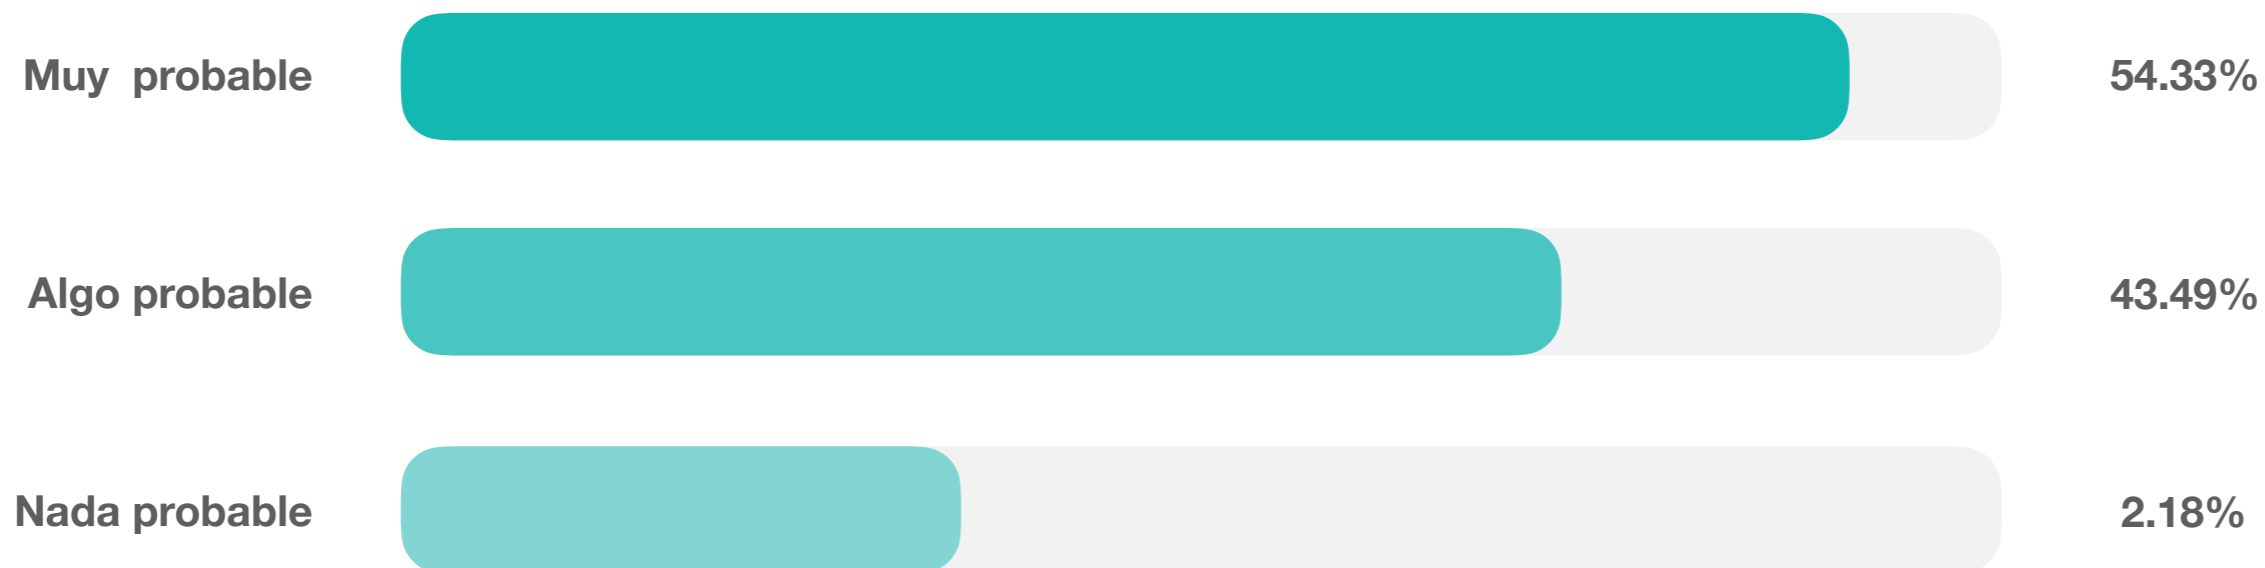 Muy  probable 54.33%
Algo probable 43.49%
Nada probable 2.18%